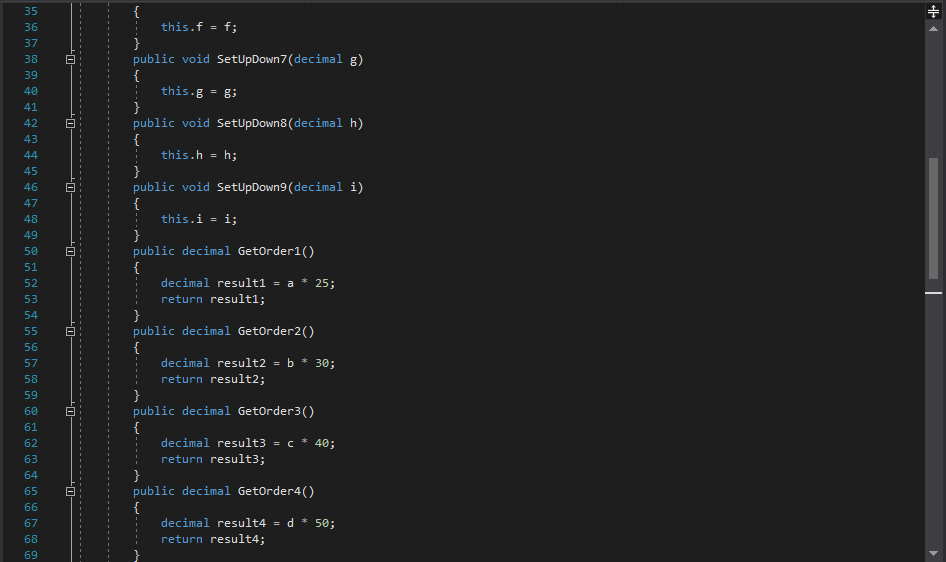 35 {
36 this.f = f;
37 }
38 public void SetUpDown7(decimal g)
39 {
40 this.g = g;
41 }
42 public void SetUpDown8(decimal h)
43 {
44 this.h = h;
45 }
46 public void SetUpDown9(decimal i)
47 {
48 this.i = i;
49 }
50 public decimal GetOrder1()
51 {
52 decimal result1 = a * 25;
53 return result1;
54 }
55 public decimal GetOrder2()
56 {
57 decimal result2 = b * 30;
58 return result2;
59 }
60 public decimal GetOrder3()
61 {
62 decimal result3 = c * 40;
63 return result3;
64 }
65 public decimal GetOrder4()
66 {
67 decimal result4 = d * 50;
68 return result4;
69 }